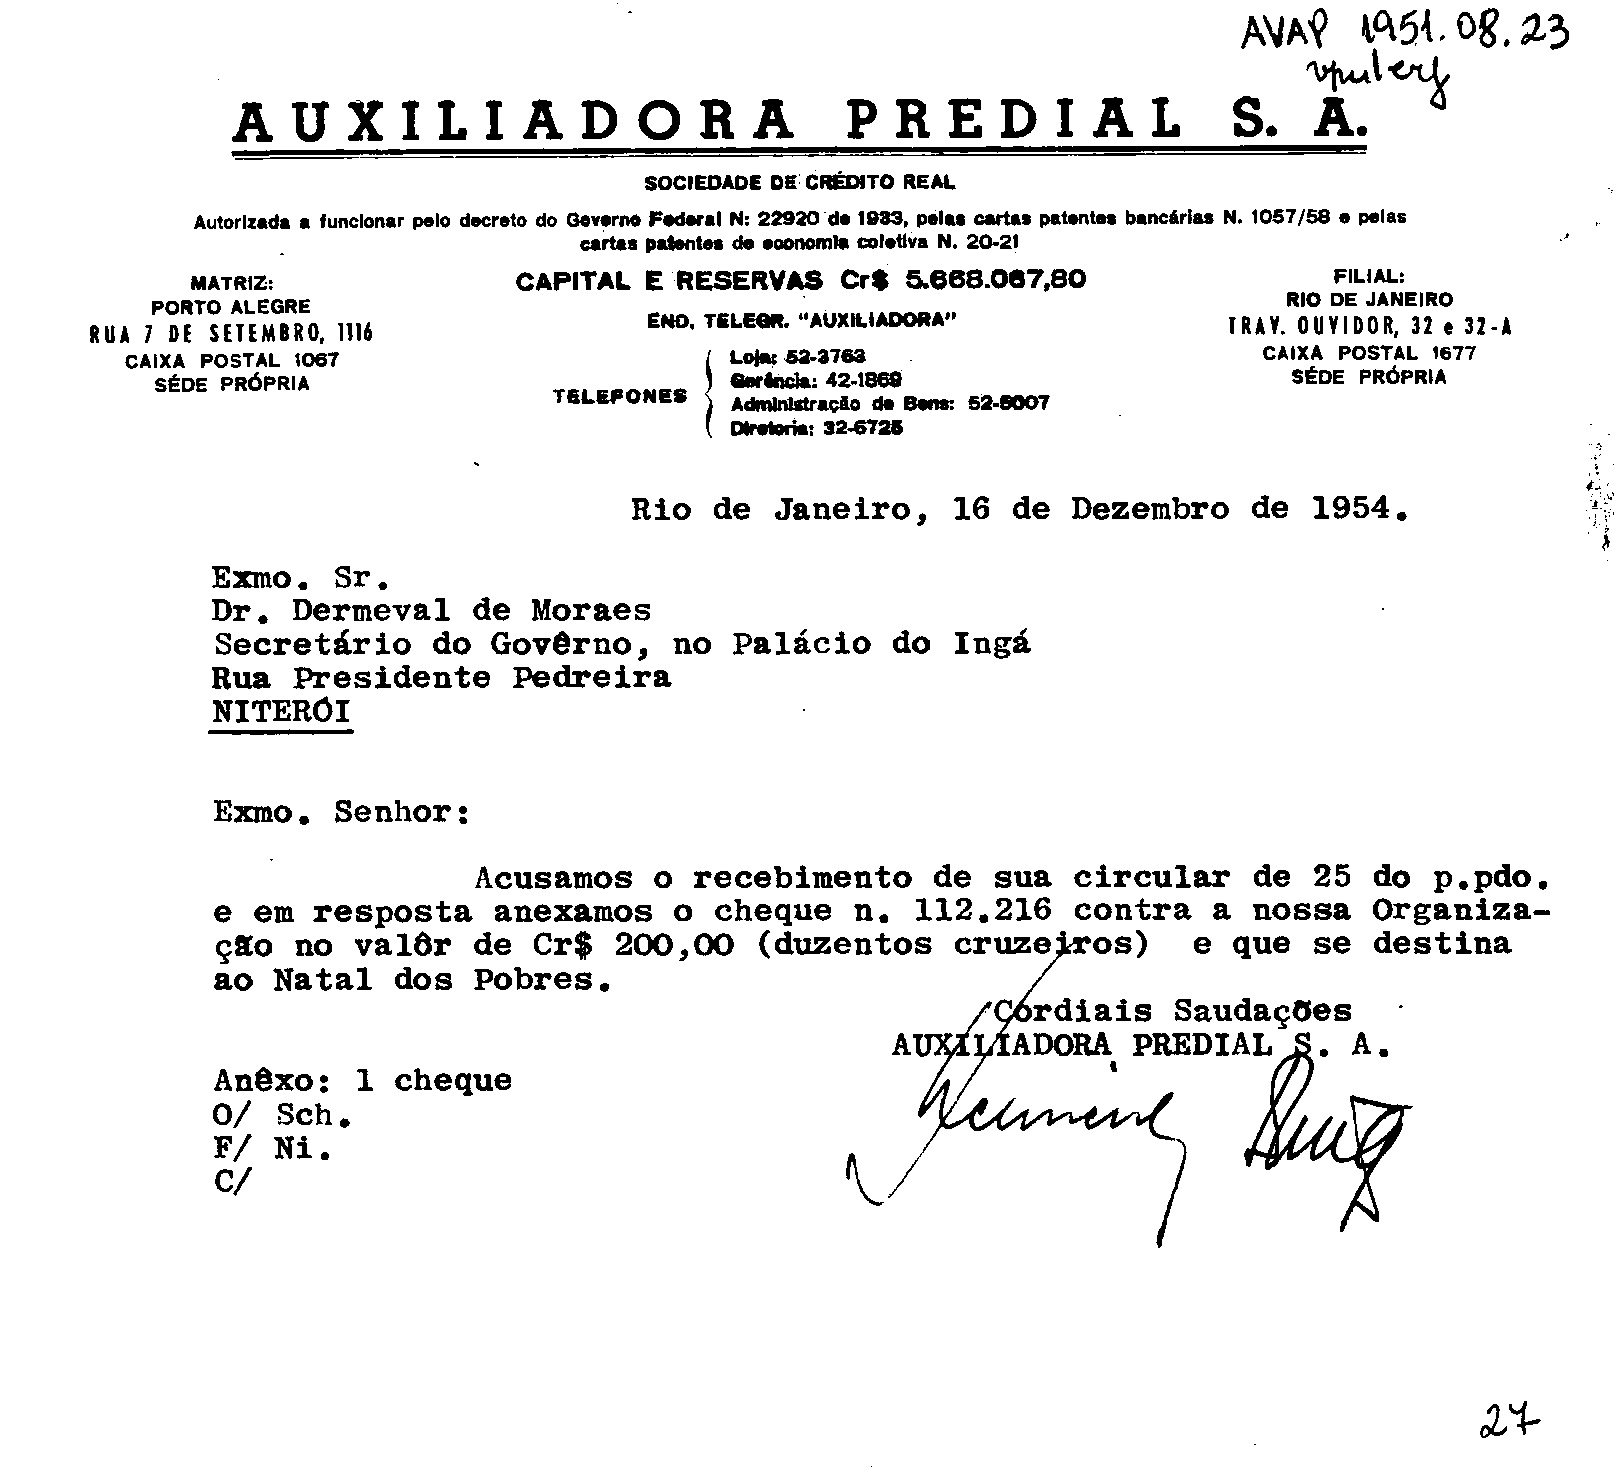 AVAP 1951.08.23
AUXILIADORA PREDIAL S. A.
SOCIEDADE DE CRÉDITO REAL
Autorizada a funcionar pelo decreto do Governo Federal N: 22920 de 1933, pelas cartas patentes bancárias N. 1057/58 e pelas
cartas patentes de economia coletiva N. 20-21
MATRIZ:
PORTO ALEGRE
RUA 7 DE SETEMBRO, 1116
CAIXA POSTAL 1067
SÉDE PRÓPRIA
CAPITAL E RESERVAS Cr$ 5.668.067,80
END. TELEGR. "AUXILIADORA"
TELEFONES
Loja: 52-3763
Gerência: 42-1869
Administração de Bens: 52-5007
Diretoria: 32-6725
FILIAL:
RIO DE JANEIRO
TRAV. OUVIDOR, 32 e 32-A
CAIXA POSTAL 1677
SÉDE PRÓPRIA
Rio de Janeiro, 16 de Dezembro de 1954.
Exmo. Sr.
Dr. Dermeval de Moraes
Secretário do Govêrno, no Palácio do Ingá
Rua Presidente Pedreira
NITERÓI
Exmo. Senhor:
Acusamos o recebimento de sua circular de 25 do p.pdo.
e em resposta anexamos o cheque n. 112.216 contra a nossa Organiza-
ção no valôr de Cr$ 200,00 (duzentos cruzeiros) e que se destina
ao Natal dos Pobres.
Cordiais Saudações
AUXILIADORA PREDIAL S. A.
Anêxo: 1 cheque
O/ Sch.
F/ Ni.
C/
27